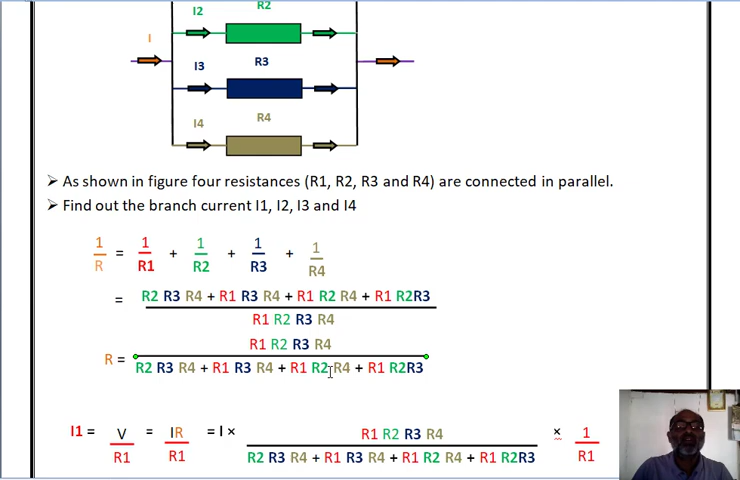 I2 R2
I
I3 R3
I4 R4
➢ As shown in figure four resistances (R1, R2, R3 and R4) are connected in parallel.
➢ Find out the branch current I1, I2, I3 and I4
1 1 1 1 1
= + + +
R R1 R2 R3 R4
R2 R3 R4 + R1 R3 R4 + R1 R2 R4 + R1 R2R3
=
R1 R2 R3 R4
R1 R2 R3 R4
R =
R2 R3 R4 + R1 R3 R4 + R1 R2 R4 + R1 R2R3
I1 = V = IR = I × R1 R2 R3 R4 × 1
R1 R1 R2 R3 R4 + R1 R3 R4 + R1 R2 R4 + R1 R2R3 R1